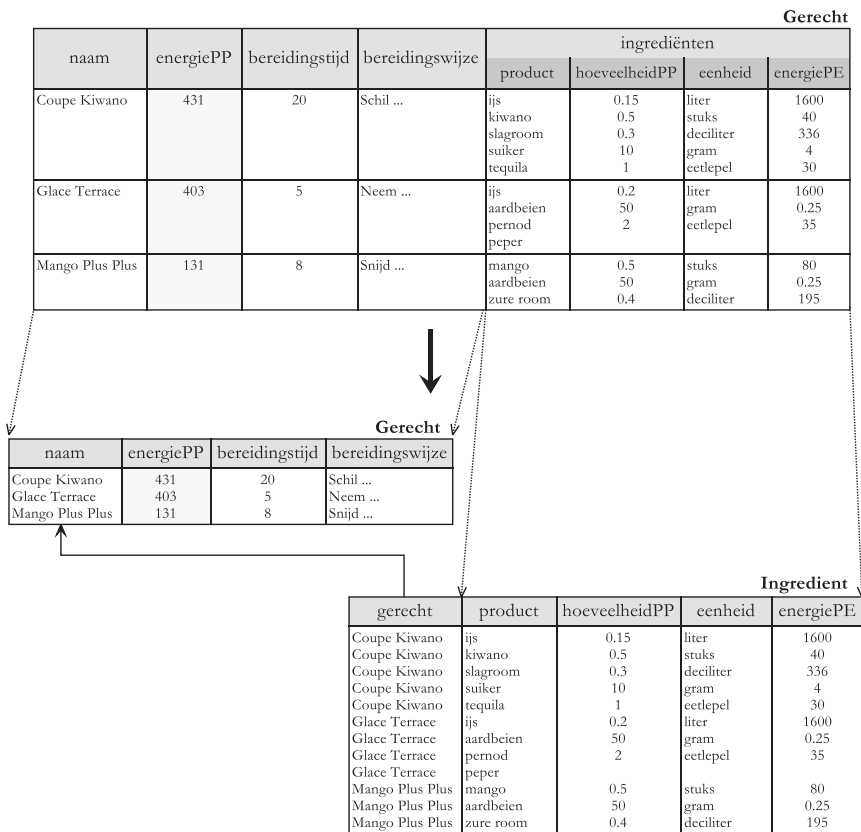 Gerecht
naam energiePP bereidingstijd bereidingswijze ingrediënten
product hoeveelheidPP eenheid energiePE
Coupe Kiwano 431 20 Schil ... ijs 0.15 liter 1600
kiwano 0.5 stuks 40
slagroom 0.3 deciliter 336
suiker 10 gram 4
tequila 1 eetlepel 30
Glace Terrace 403 5 Neem ... ijs 0.2 liter 1600
aardbeien 50 gram 0.25
pernod 2 eetlepel 35
peper
Mango Plus Plus 131 8 Snijd ... mango 0.5 stuks 80
aardbeien 50 gram 0.25
zure room 0.4 deciliter 195
Gerecht
naam energiePP bereidingstijd bereidingswijze
Coupe Kiwano 431 20 Schil ...
Glace Terrace 403 5 Neem ...
Mango Plus Plus 131 8 Snijd ...
Ingredient
gerecht product hoeveelheidPP eenheid energiePE
Coupe Kiwano ijs 0.15 liter 1600
Coupe Kiwano kiwano 0.5 stuks 40
Coupe Kiwano slagroom 0.3 deciliter 336
Coupe Kiwano suiker 10 gram 4
Coupe Kiwano tequila 1 eetlepel 30
Glace Terrace ijs 0.2 liter 1600
Glace Terrace aardbeien 50 gram 0.25
Glace Terrace pernod 2 eetlepel 35
Glace Terrace peper
Mango Plus Plus mango 0.5 stuks 80
Mango Plus Plus aardbeien 50 gram 0.25
Mango Plus Plus zure room 0.4 deciliter 195